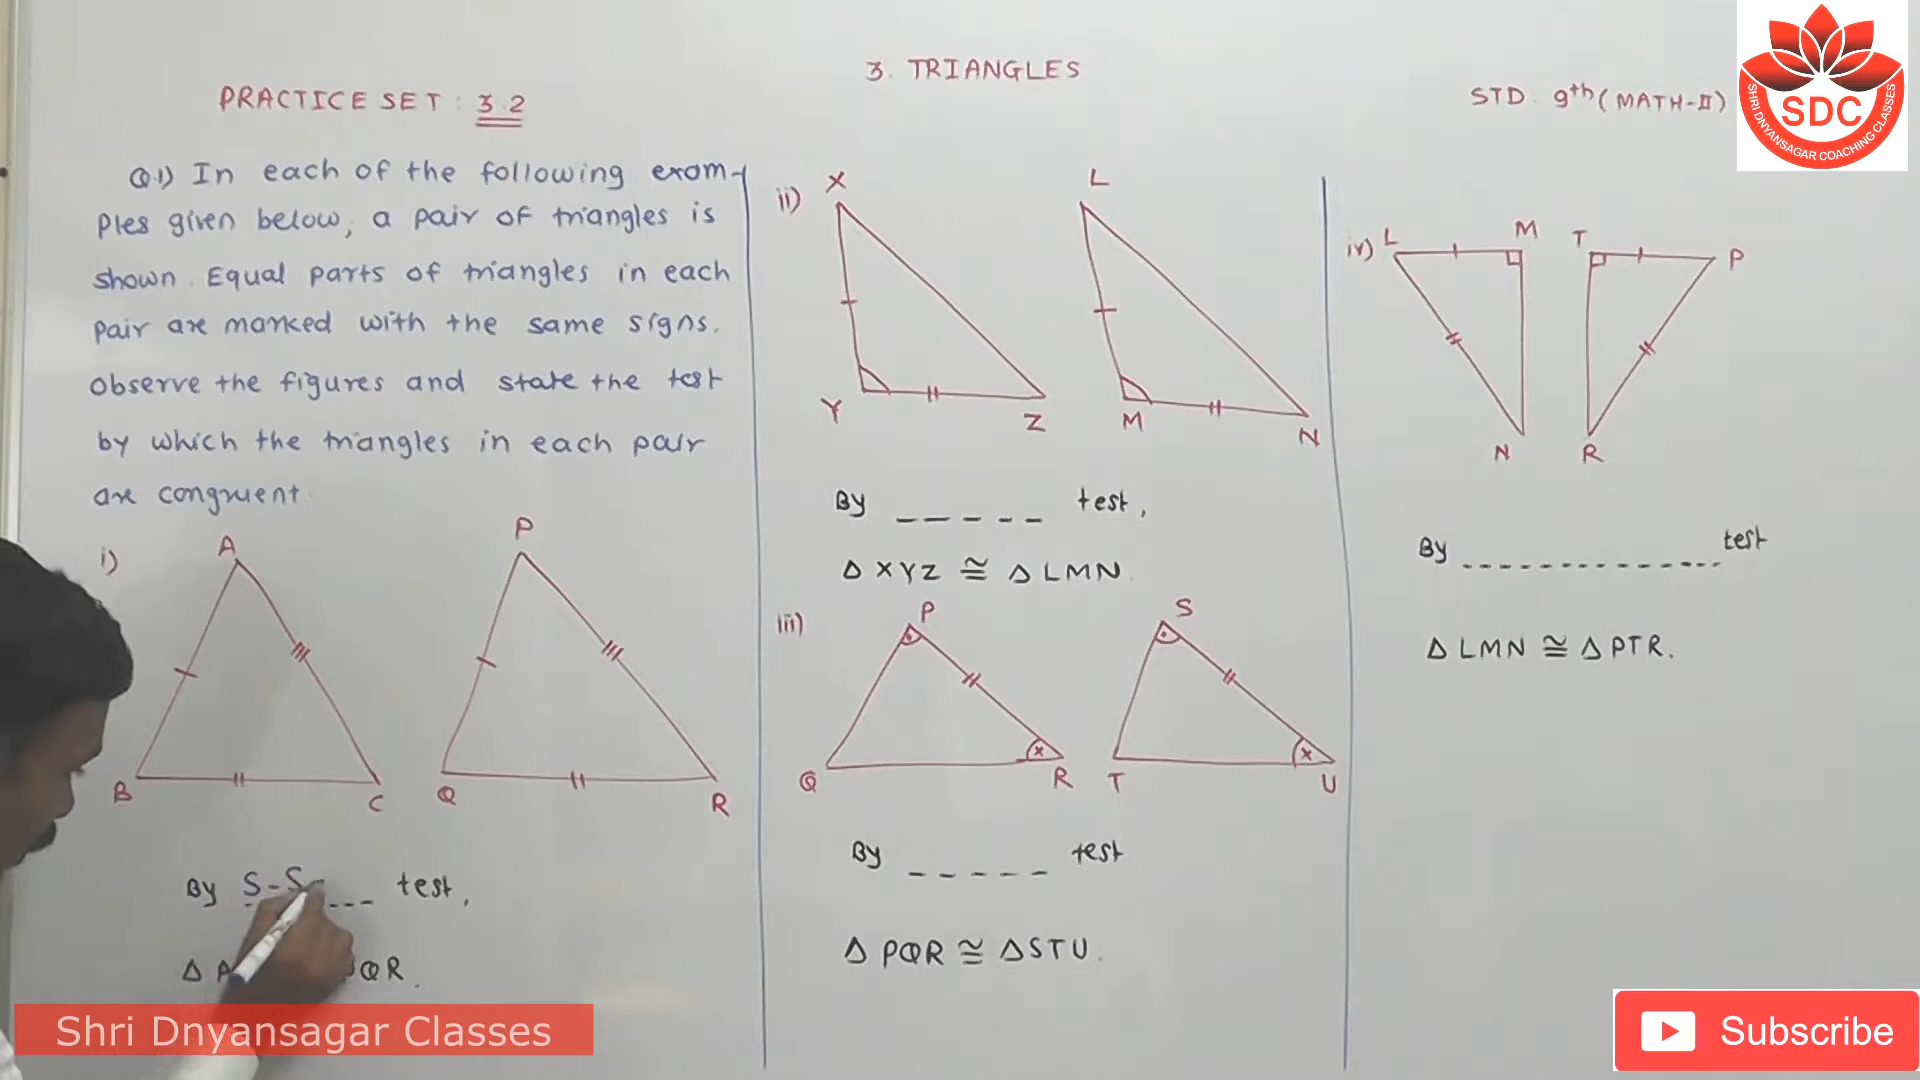 3. TRIANGLES
PRACTICE SET : 3.2
STD. 9th (MATH-II)
SHRI DNYANSAGAR COACHING CLASSES
SDC
Q.1) In each of the following exam-
ples given below, a pair of triangles is
shown. Equal parts of triangles in each
pair are marked with the same signs.
Observe the figures and state the test
by which the triangles in each pair
are congruent.
i)
A
P
B
C
Q
R
By S-S- --- test,
Δ QR.
ii)
X
L
Y
Z
M
N
By _ _ _ _ _ test,
Δ XYZ ≅ Δ LMN.
iii)
P
S
x
x
Q
R
T
U
By _ _ _ _ _ test
Δ PQR ≅ Δ STU.
iv)
L
M
T
P
N
R
By -------------- test
Δ LMN ≅ Δ PTR.
Shri Dnyansagar Classes
Subscribe